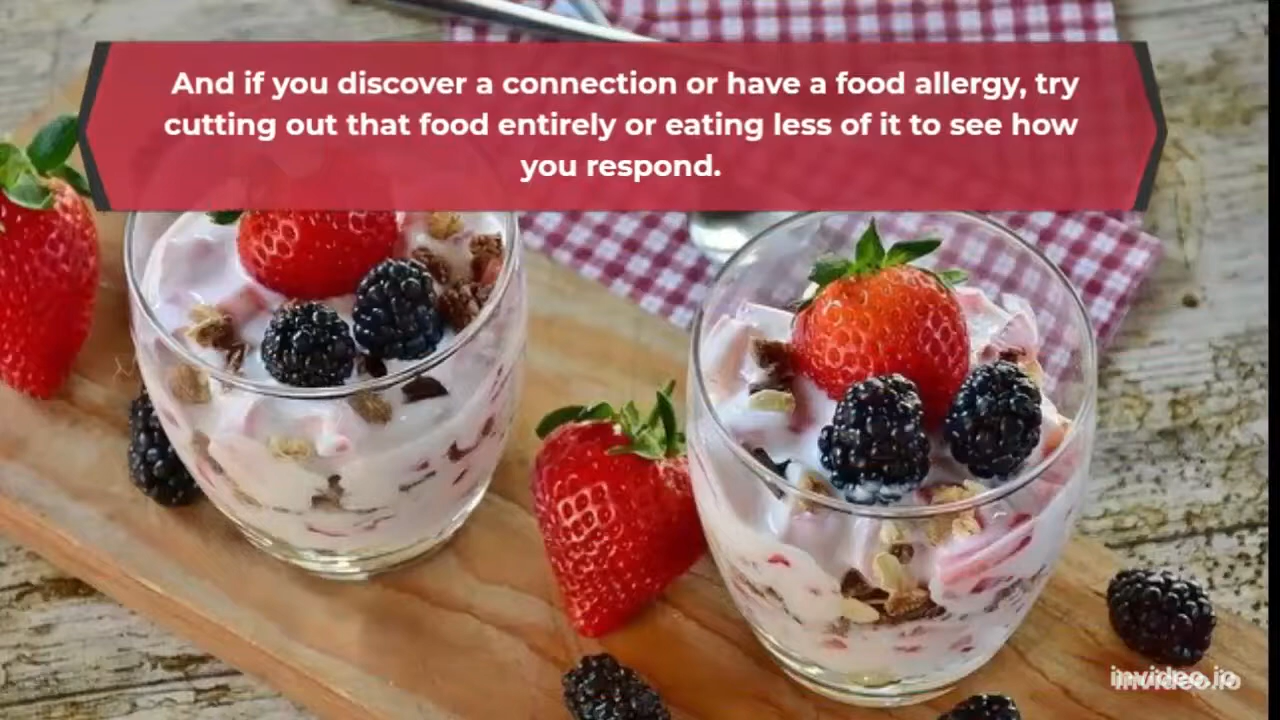 And if you discover a connection or have a food allergy, try
cutting out that food entirely or eating less of it to see how
you respond.
invideo.io